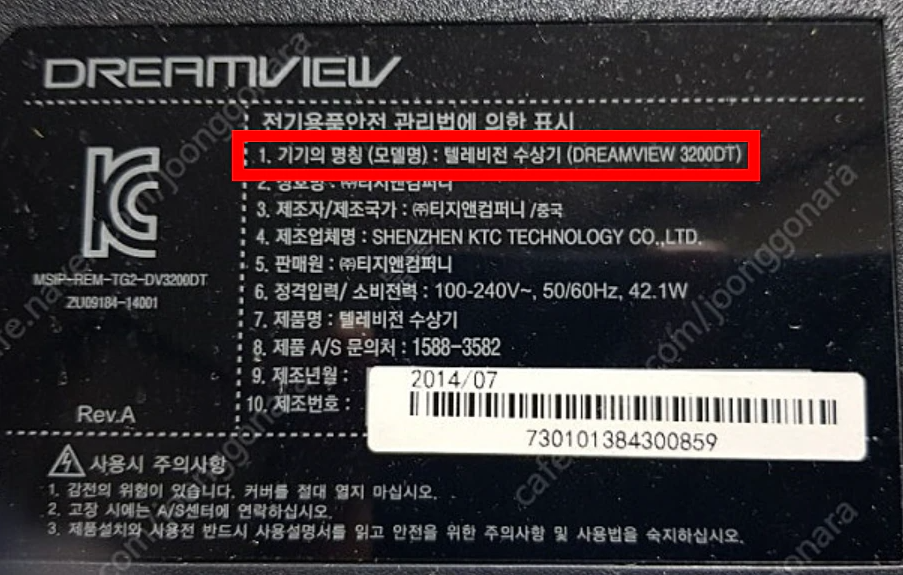 DREAMVIEW
전기용품안전 관리법에 의한 표시
1. 기기의 명칭 (모델명) : 텔레비전 수상기 (DREAMVIEW 3200DT)
2. 상호명 : ㈜티지앤컴퍼니
3. 제조자/제조국가 : ㈜티지앤컴퍼니 /중국
4. 제조업체명 : SHENZHEN KTC TECHNOLOGY CO.,LTD.
5. 판매원 : ㈜티지앤컴퍼니
6. 정격입력/ 소비전력 : 100-240V~, 50/60Hz, 42.1W
7. 제품명 : 텔레비전 수상기
8. 제품 A/S 문의처 : 1588-3582
9. 제조년월 : 2014/07
10. 제조번호 :
730101384300859
MSIP-REM-TG2-DV3200DT
ZU09184-14001
Rev.A
사용시 주의사항
1. 감전의 위험이 있습니다. 커버를 절대 열지 마십시오.
2. 고장 시에는 A/S센터에 연락하십시오.
3. 제품설치와 사용전 반드시 사용설명서를 읽고 안전을 위한 주의사항 및 사용법을 숙지하십시오.